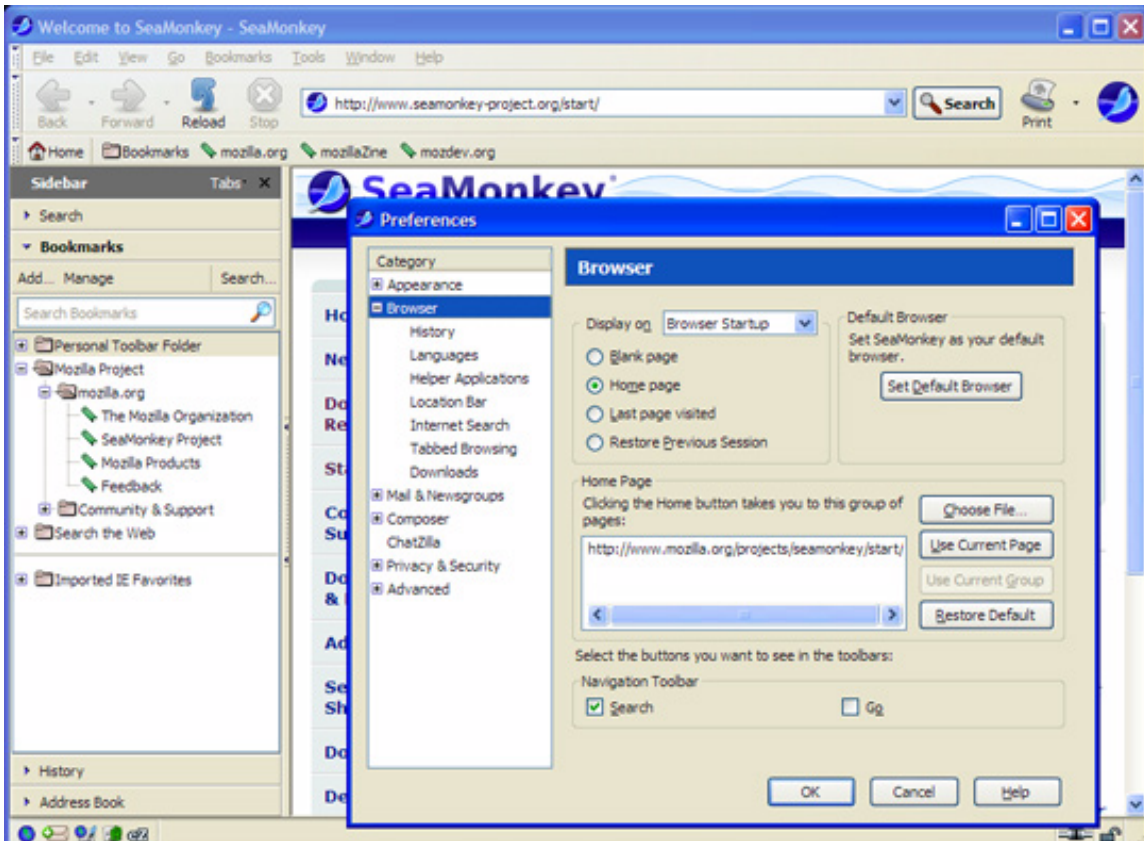 Welcome to SeaMonkey - SeaMonkey
File Edit View Go Bookmarks Tools Window Help
Back Forward Reload Stop
http://www.seamonkey-project.org/start/
Search
Print
Home Bookmarks mozilla.org mozillaZine mozdev.org
Sidebar Tabs
Search
Bookmarks
Add... Manage Search...
Search Bookmarks
Personal Toolbar Folder
Mozilla Project
mozilla.org
The Mozilla Organization
SeaMonkey Project
Mozilla Products
Feedback
Community & Support
Search the Web
Imported IE Favorites
History
Address Book
SeaMonkey
Preferences
Category
Appearance
Browser
History
Languages
Helper Applications
Location Bar
Internet Search
Tabbed Browsing
Downloads
Mail & Newsgroups
Composer
ChatZilla
Privacy & Security
Advanced
Browser
Display on Browser Startup
Blank page
Home page
Last page visited
Restore Previous Session
Default Browser
Set SeaMonkey as your default
browser.
Set Default Browser
Home Page
Clicking the Home button takes you to this group of
pages:
http://www.mozilla.org/projects/seamonkey/start/
Choose File...
Use Current Page
Use Current Group
Restore Default
Select the buttons you want to see in the toolbars:
Navigation Toolbar
Search Go
OK Cancel Help